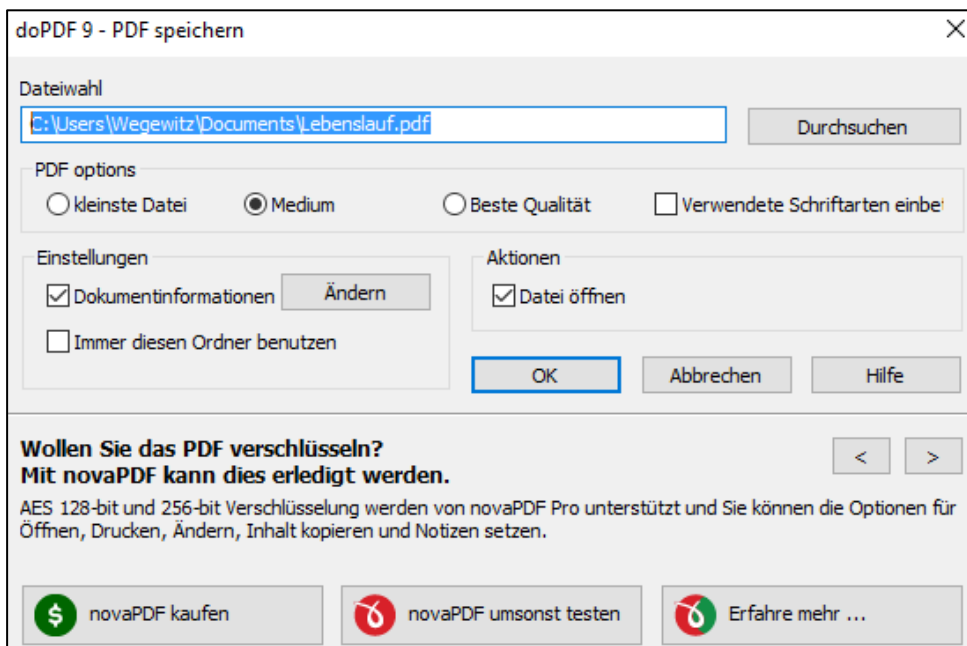 doPDF 9 - PDF speichern
Dateiwahl
C:\Users\Wegewitz\Documents\Lebenslauf.pdf
Durchsuchen
PDF options
kleinste Datei
Medium
Beste Qualität
Verwendete Schriftarten einbe
Einstellungen
Dokumentinformationen
Ändern
Immer diesen Ordner benutzen
Aktionen
Datei öffnen
OK
Abbrechen
Hilfe
Wollen Sie das PDF verschlüsseln?
Mit novaPDF kann dies erledigt werden.
< >
AES 128-bit und 256-bit Verschlüsselung werden von novaPDF Pro unterstützt und Sie können die Optionen für
Öffnen, Drucken, Ändern, Inhalt kopieren und Notizen setzen.
$
novaPDF kaufen
novaPDF umsonst testen
Erfahre mehr ...